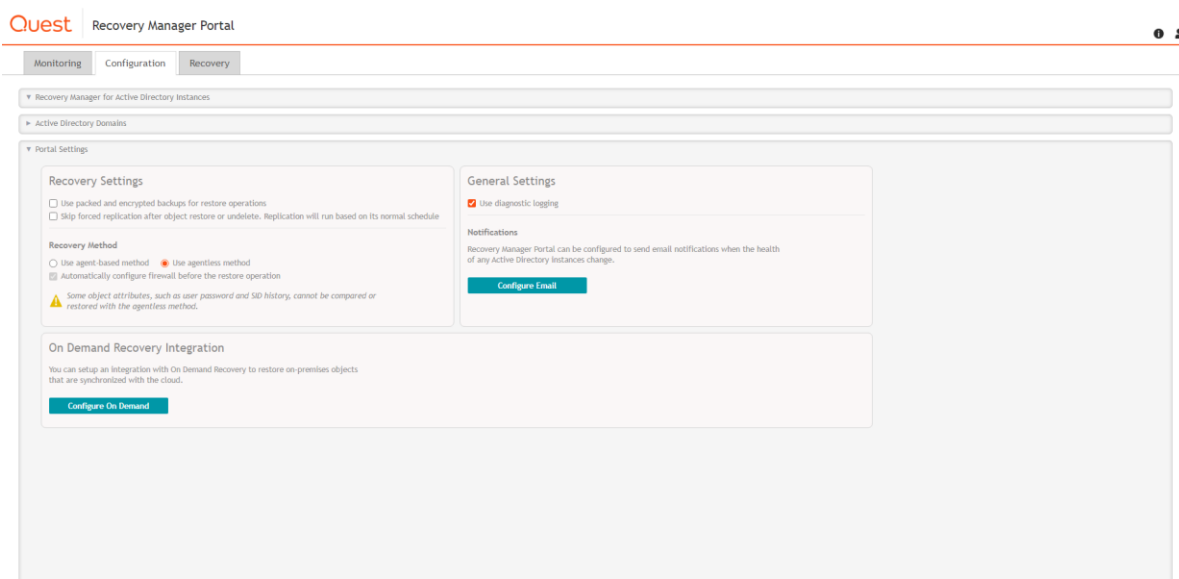 Quest
Recovery Manager Portal
Monitoring
Configuration
Recovery
Recovery Manager for Active Directory Instances
Active Directory Domains
Portal Settings
Recovery Settings
Use packed and encrypted backups for restore operations
Skip forced replication after object restore or undelete. Replication will run based on its normal schedule
Recovery Method
Use agent-based method
Use agentless method
Automatically configure firewall before the restore operation
Some object attributes, such as user password and SID history, cannot be compared or
restored with the agentless method.
General Settings
Use diagnostic logging
Notifications
Recovery Manager Portal can be configured to send email notifications when the health
of any Active Directory instances change.
Configure Email
On Demand Recovery Integration
You can setup an integration with On Demand Recovery to restore on-premises objects
that are synchronized with the cloud.
Configure On Demand